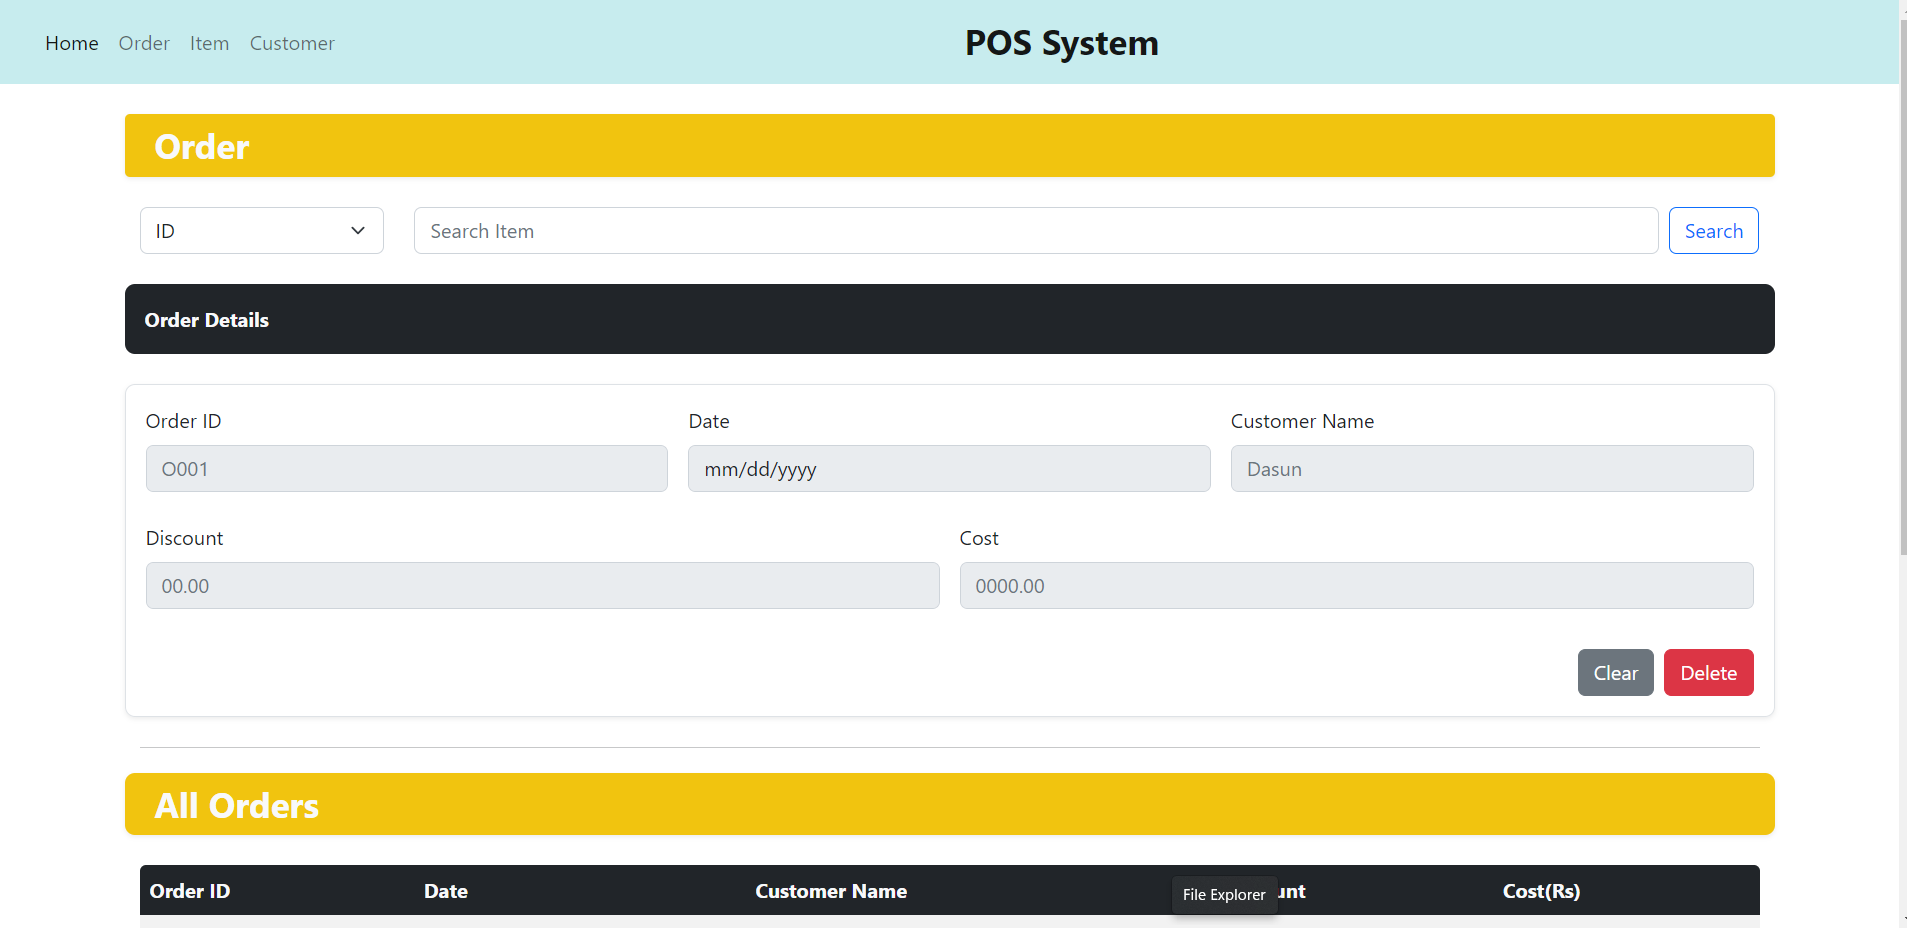 Home Order Item Customer POS System
Order
ID Search Item Search
Order Details
Order ID Date Customer Name
O001 mm/dd/yyyy Dasun
Discount Cost
00.00 0000.00
Clear Delete
All Orders
Order ID Date Customer Name File Explorer Cost(Rs)